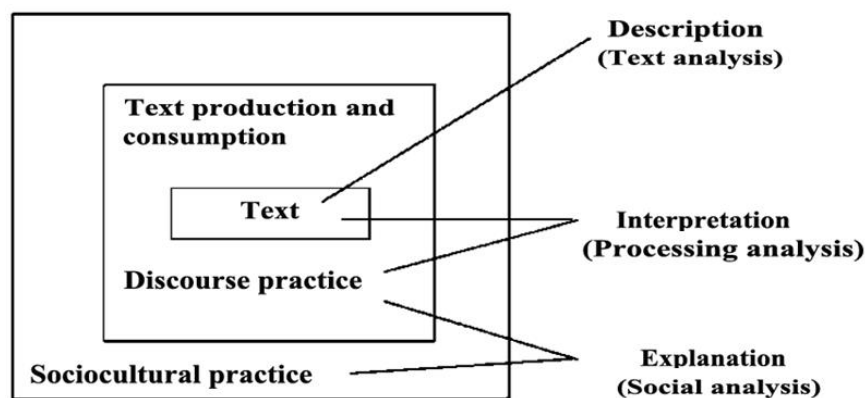 Description
(Text analysis)
Text production and
consumption
Text
Interpretation
(Processing analysis)
Discourse practice
Sociocultural practice
Explanation
(Social analysis)